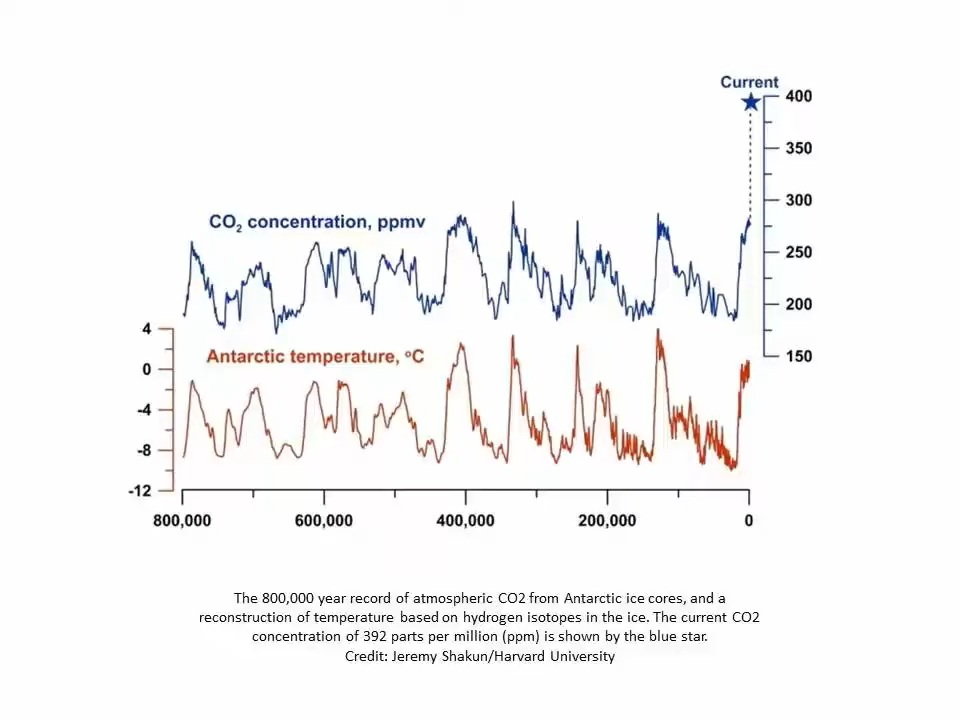 Current
400
350
300
CO₂ concentration, ppmv
250
200
4
150
Antarctic temperature, °C
0
-4
-8
-12
800,000 600,000 400,000 200,000 0
The 800,000 year record of atmospheric CO2 from Antarctic ice cores, and a
reconstruction of temperature based on hydrogen isotopes in the ice. The current CO2
concentration of 392 parts per million (ppm) is shown by the blue star.
Credit: Jeremy Shakun/Harvard University